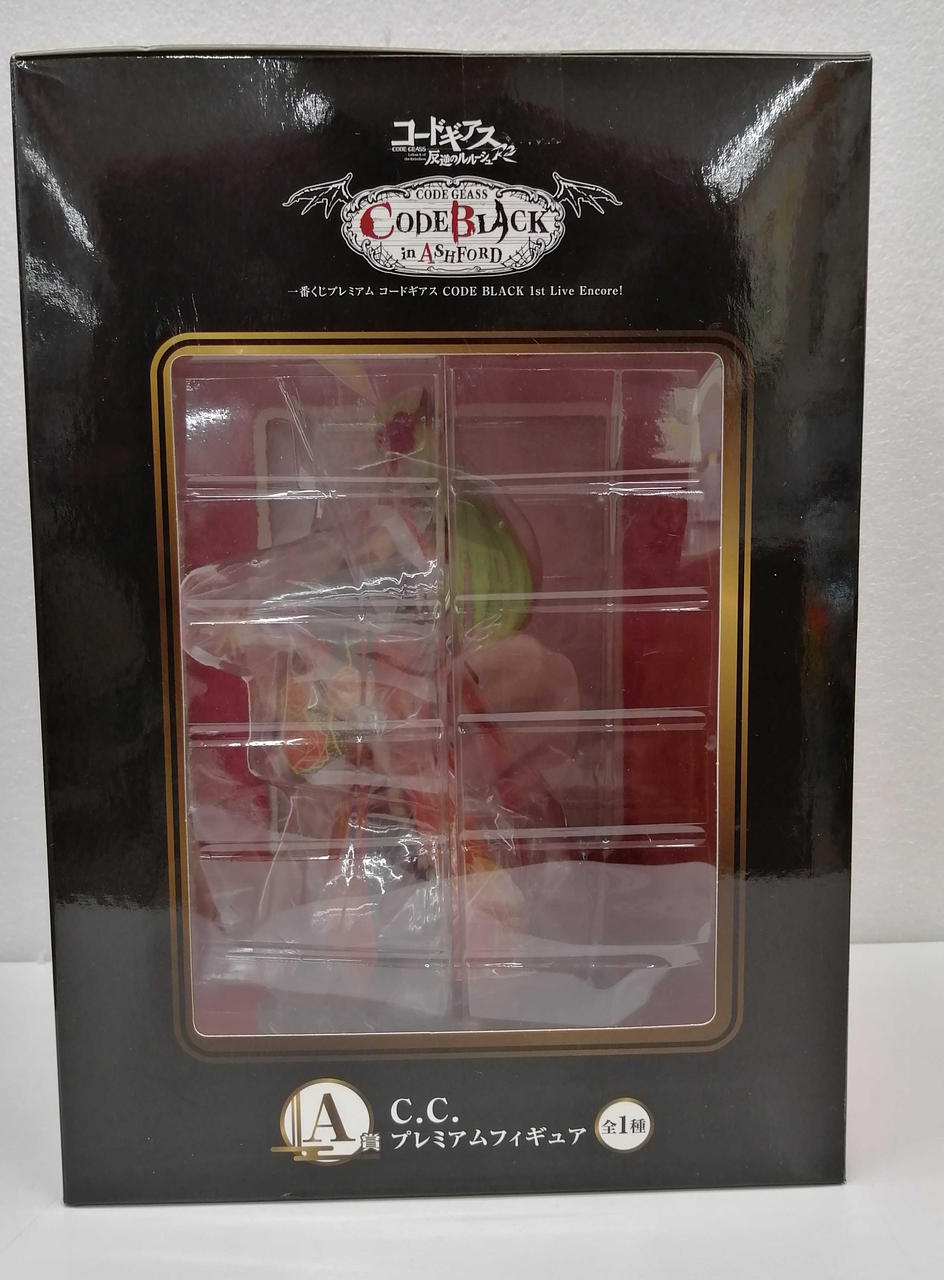 コードギアス
CODE GEASS
反逆のルルーシュR2
CODE GEASS
CODE BLACK
in ASHFORD
一番くじプレミアム コードギアス CODE BLACK 1st Live Encore!
A賞
C.C.
プレミアムフィギュア
全1種